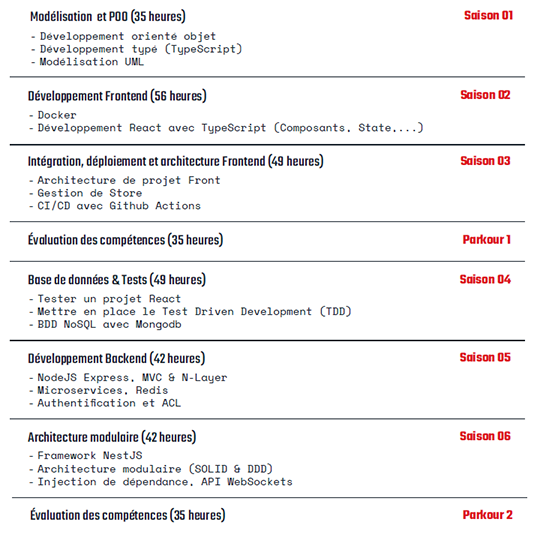 Modélisation et POO (35 heures) Saison 01
- Développement orienté objet
- Développement typé (TypeScript)
- Modélisation UML
Développement Frontend (56 heures) Saison 02
- Docker
- Développement React avec TypeScript (Composants, State,...)
Intégration, déploiement et architecture Frontend (49 heures) Saison 03
- Architecture de projet Front
- Gestion de Store
- CI/CD avec Github Actions
Évaluation des compétences (35 heures) Parkour 1
Base de données & Tests (49 heures) Saison 04
- Tester un projet React
- Mettre en place le Test Driven Development (TDD)
- BDD NoSQL avec Mongodb
Développement Backend (42 heures) Saison 05
- NodeJS Express, MVC & N-Layer
- Microservices, Redis
- Authentification et ACL
Architecture modulaire (42 heures) Saison 06
- Framework NestJS
- Architecture modulaire (SOLID & DDD)
- Injection de dépendance, API WebSockets
Évaluation des compétences (35 heures) Parkour 2